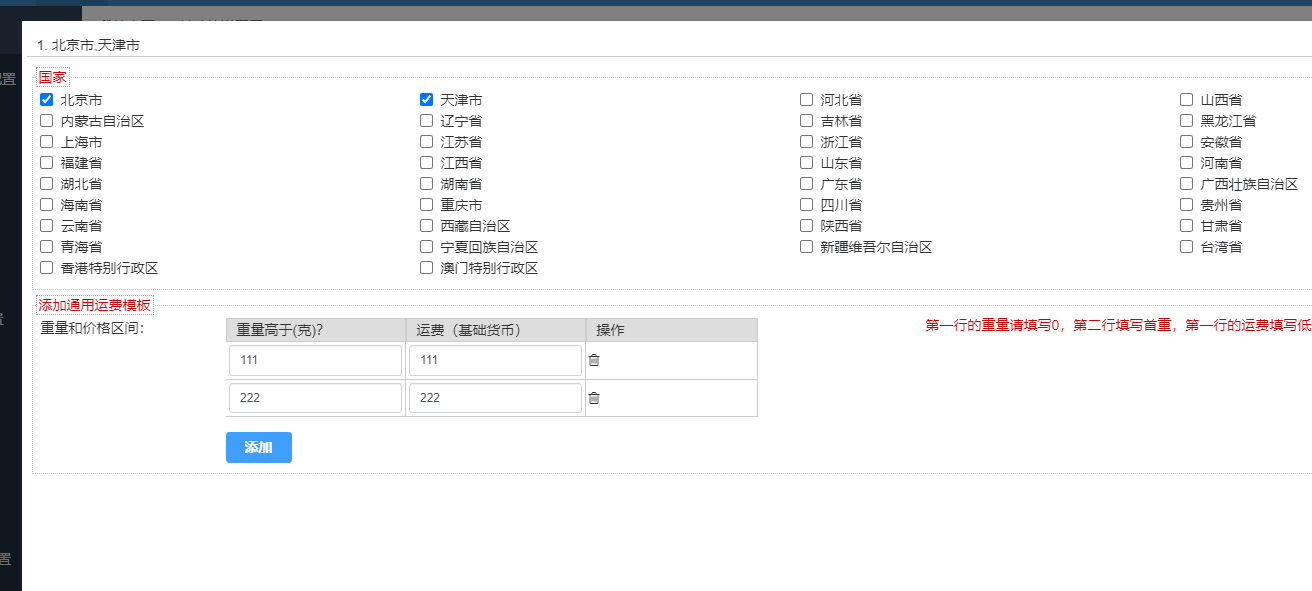 1. 北京市,天津市
配置
国家
北京市 天津市 河北省 山西省
内蒙古自治区 辽宁省 吉林省 黑龙江省
上海市 江苏省 浙江省 安徽省
福建省 江西省 山东省 河南省
湖北省 湖南省 广东省 广西壮族自治区
海南省 重庆市 四川省 贵州省
云南省 西藏自治区 陕西省 甘肃省
青海省 宁夏回族自治区 新疆维吾尔自治区 台湾省
香港特别行政区 澳门特别行政区
添加通用运费模板
重量和价格区间: 重量高于(克)? 运费（基础货币） 操作 第一行的重量请填写0，第二行填写首重，第一行的运费填写低
置
111 111
222 222
添加
置